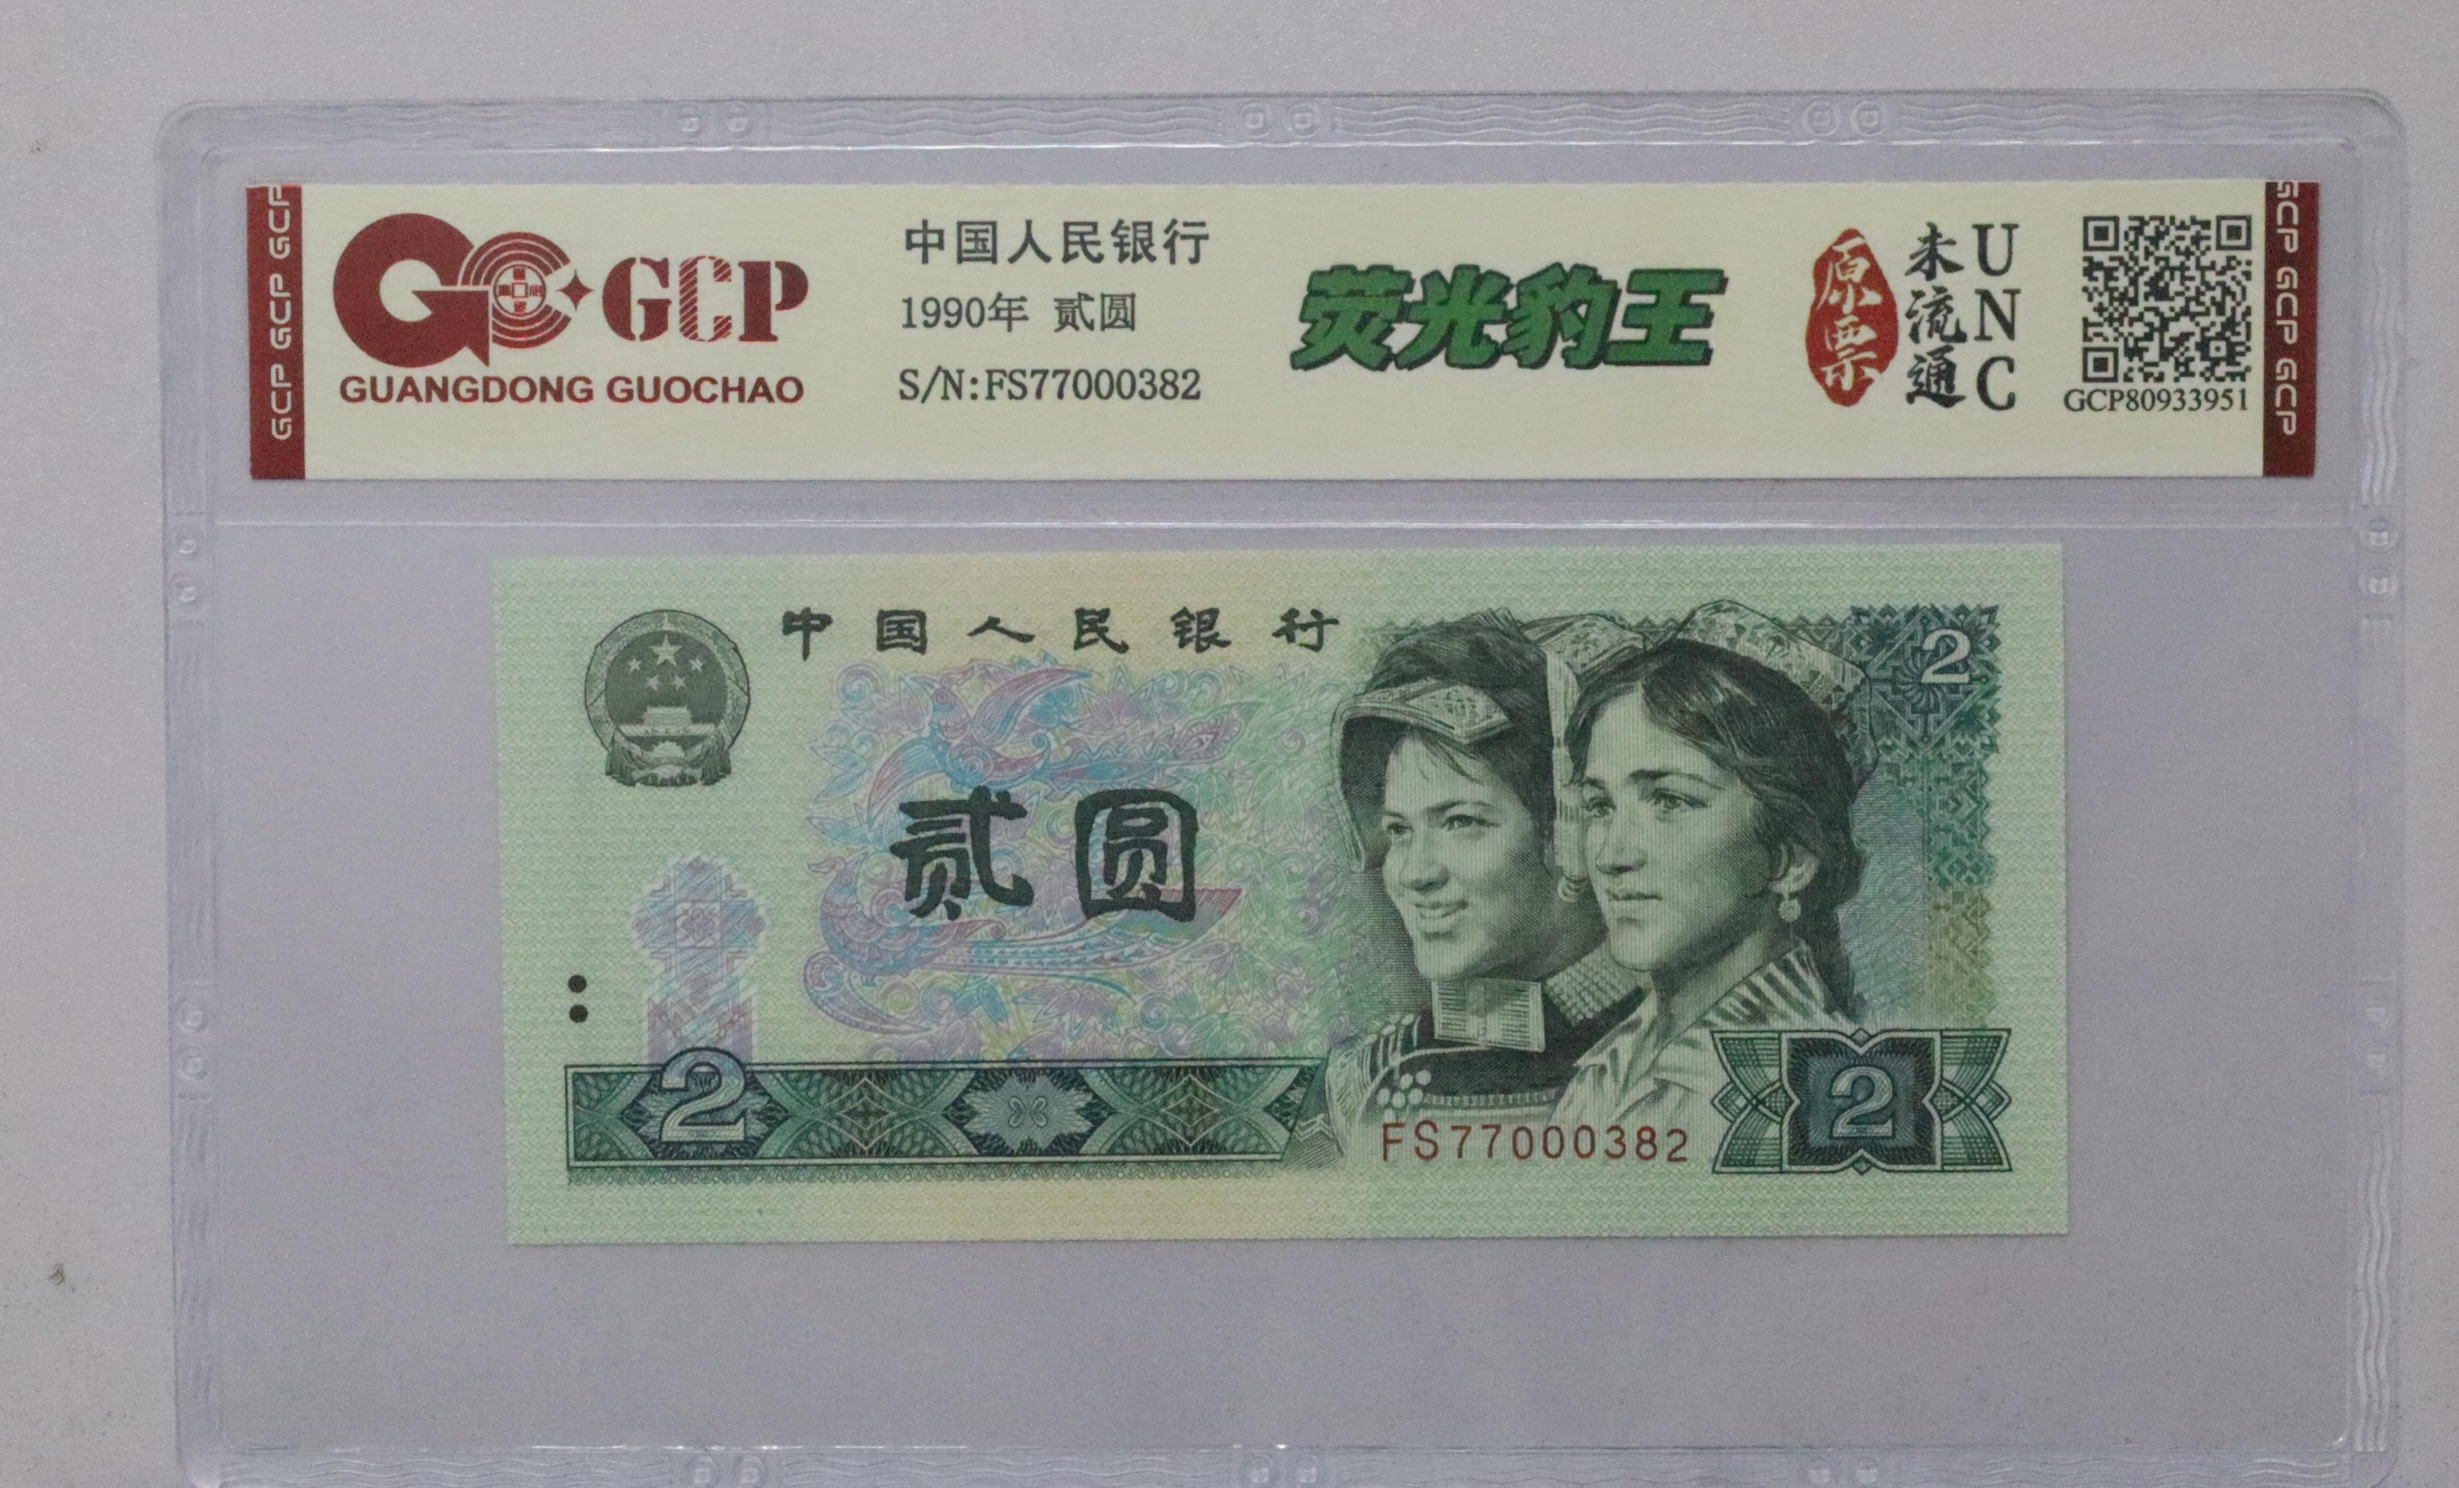 GCP GCP GCP
GCP
GUANGDONG GUOCHAO
中国人民银行
1990年 贰圆
S/N:FS77000382
荧光豹王
原票
未流通
UNC
GCP80933951
GCP GCP GCP
中国人民银行
2
贰圆
2
FS77000382
2